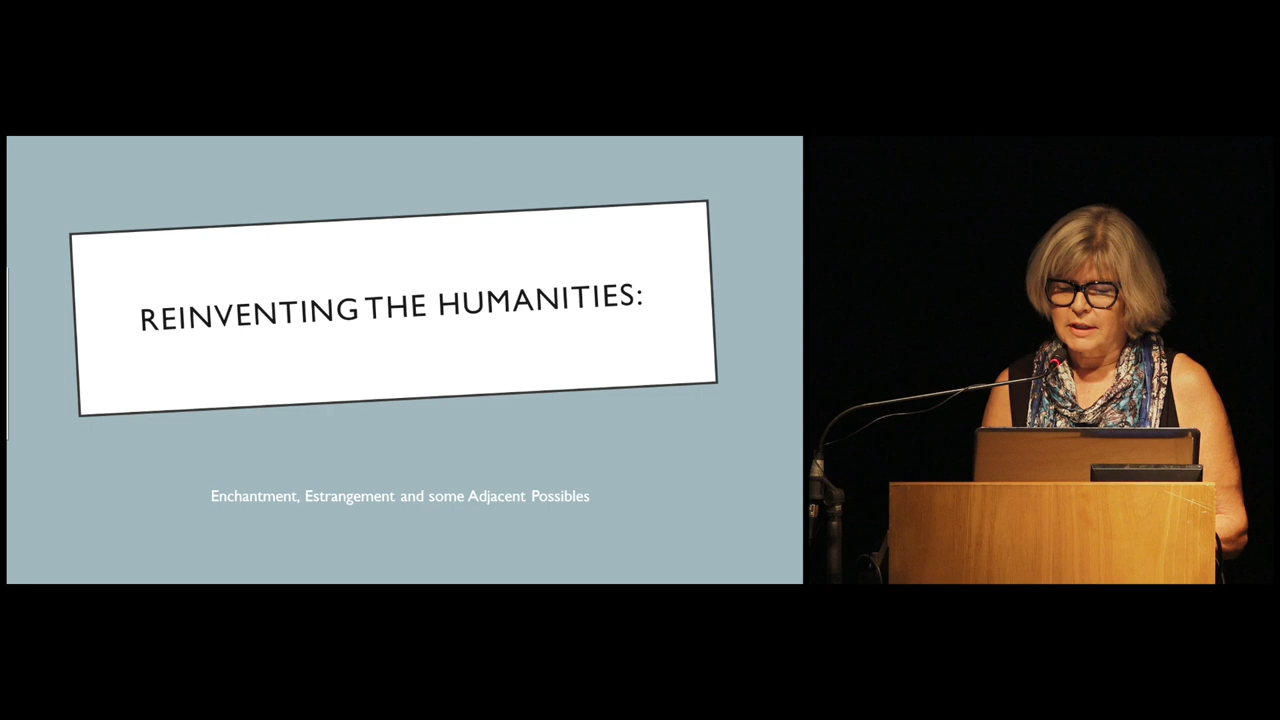 REINVENTING THE HUMANITIES:
Enchantment, Estrangement and some Adjacent Possibles